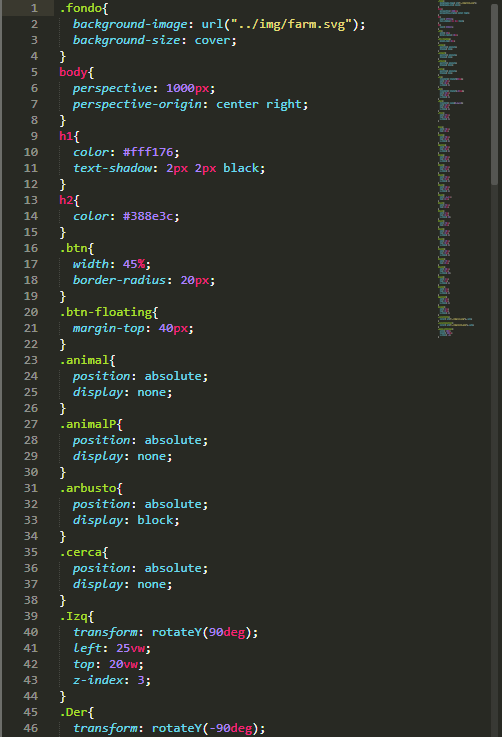 1 .fondo{
2 background-image: url("../img/farm.svg");
3 background-size: cover;
4 }
5 body{
6 perspective: 1000px;
7 perspective-origin: center right;
8 }
9 h1{
10 color: #fff176;
11 text-shadow: 2px 2px black;
12 }
13 h2{
14 color: #388e3c;
15 }
16 .btn{
17 width: 45%;
18 border-radius: 20px;
19 }
20 .btn-floating{
21 margin-top: 40px;
22 }
23 .animal{
24 position: absolute;
25 display: none;
26 }
27 .animalP{
28 position: absolute;
29 display: none;
30 }
31 .arbusto{
32 position: absolute;
33 display: block;
34 }
35 .cerca{
36 position: absolute;
37 display: none;
38 }
39 .Izq{
40 transform: rotateY(90deg);
41 left: 25vw;
42 top: 20vw;
43 z-index: 3;
44 }
45 .Der{
46 transform: rotateY(-90deg);